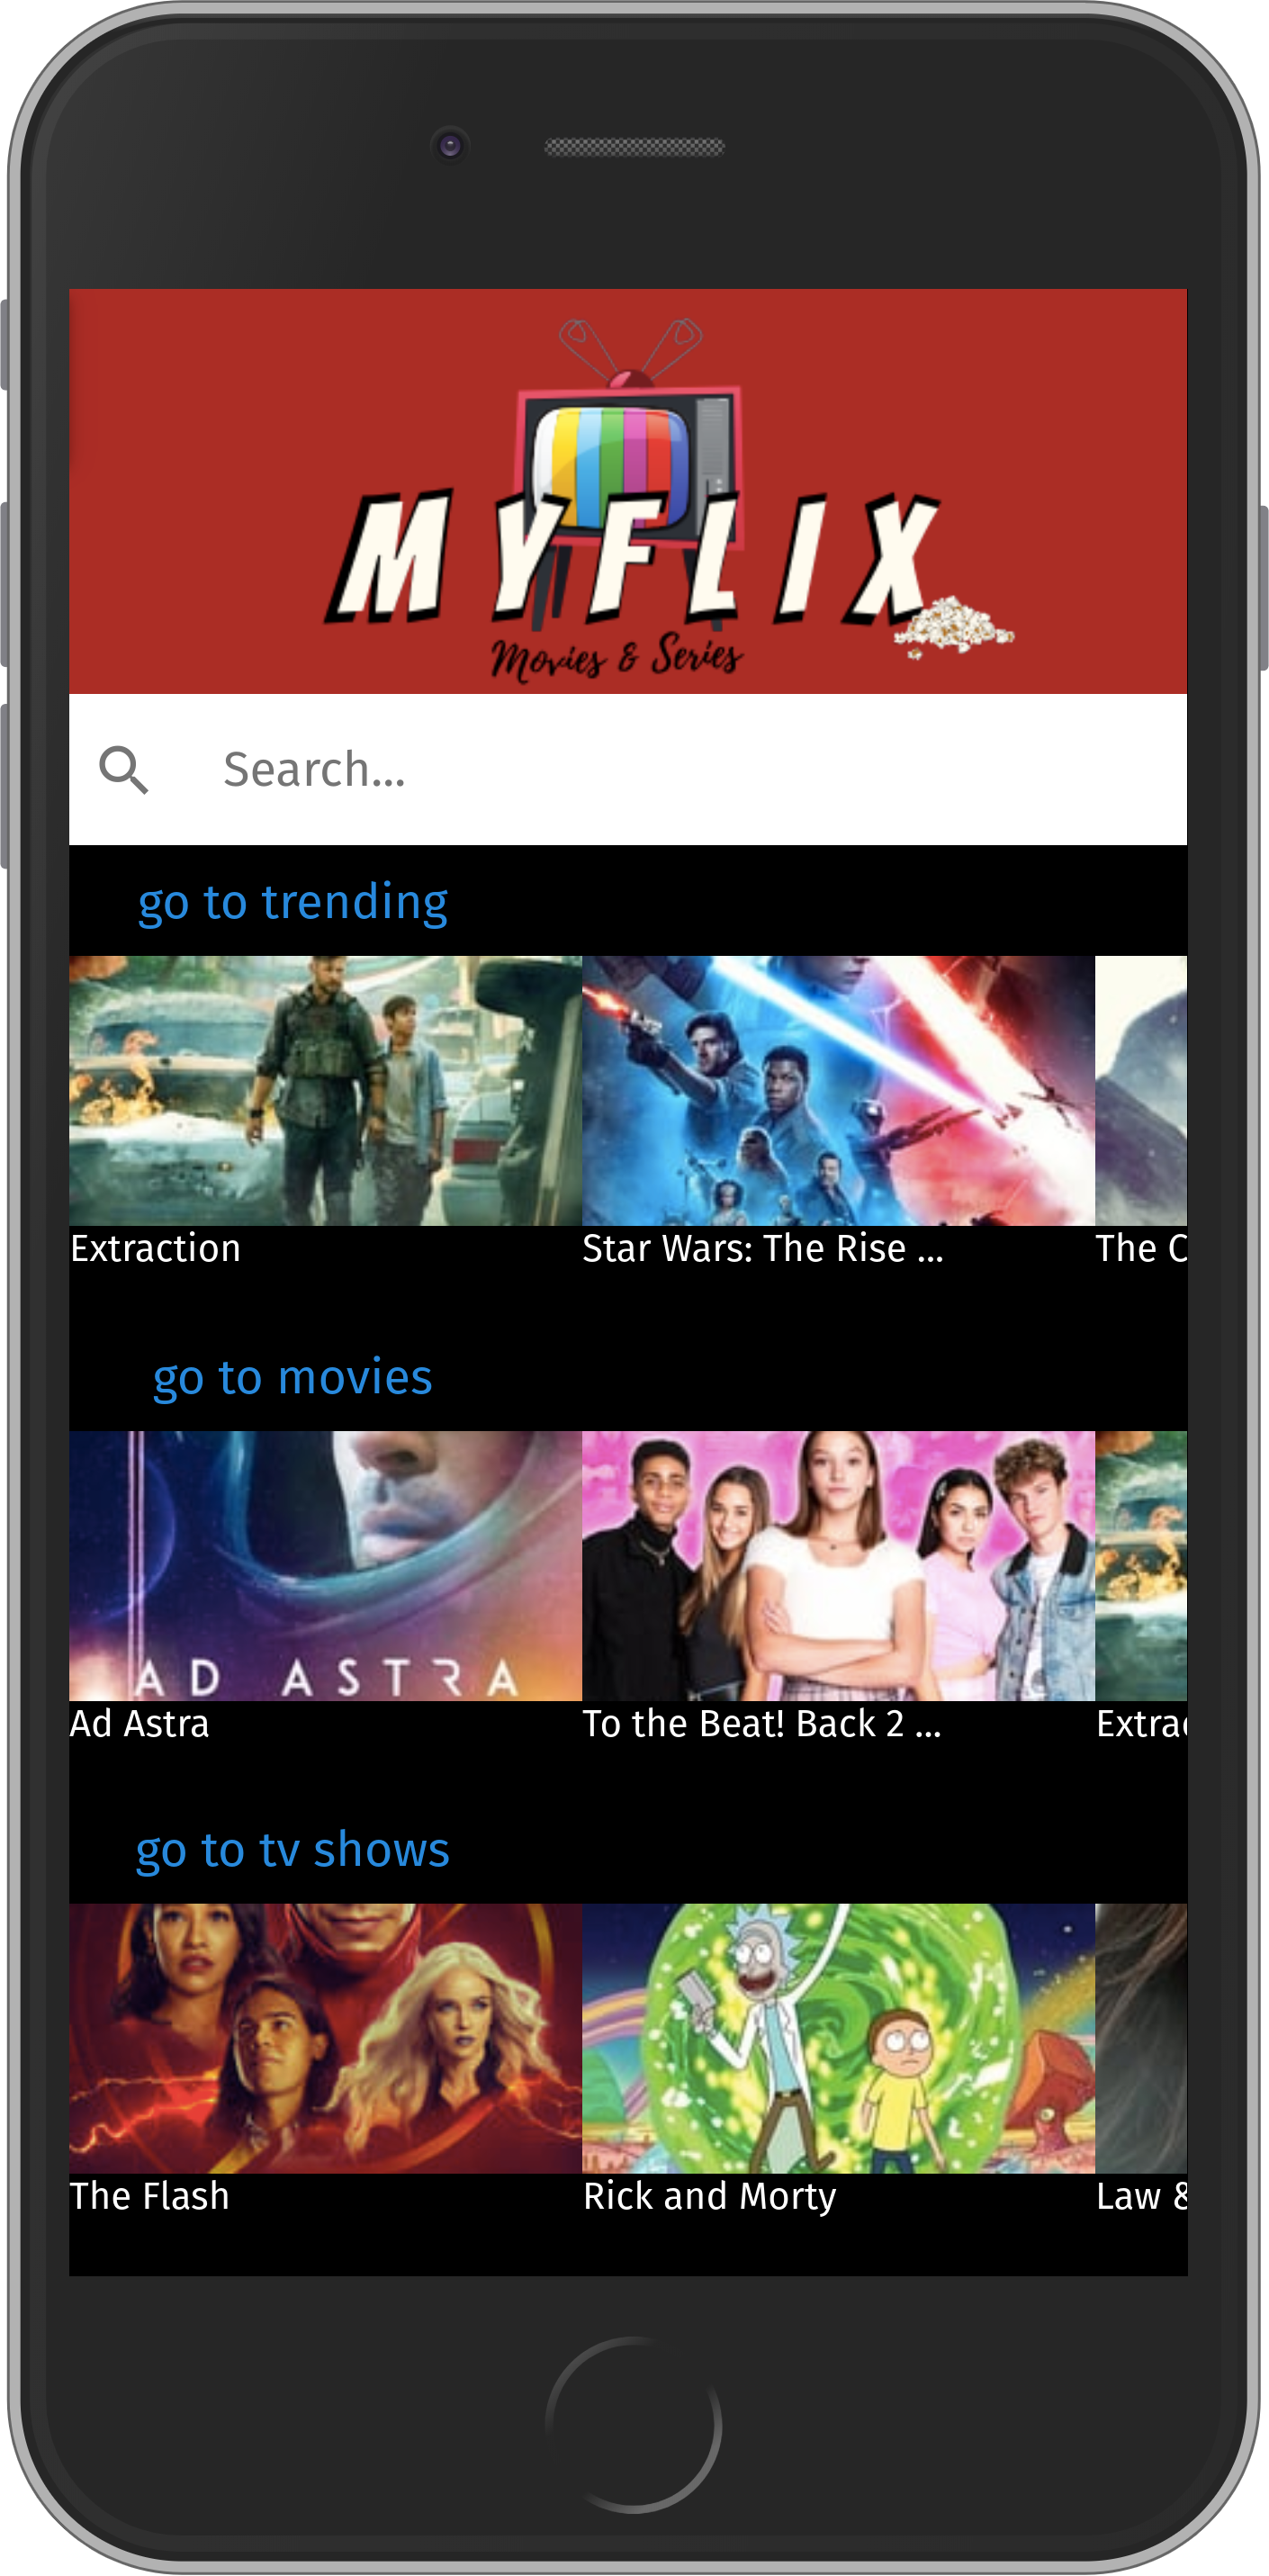 MYFLIX
Movies & Series
Search...
go to trending
Extraction
Star Wars: The Rise ...
The C
go to movies
AD ASTRA
Ad Astra
To the Beat! Back 2 ...
Extrac
go to tv shows
The Flash
Rick and Morty
Law &